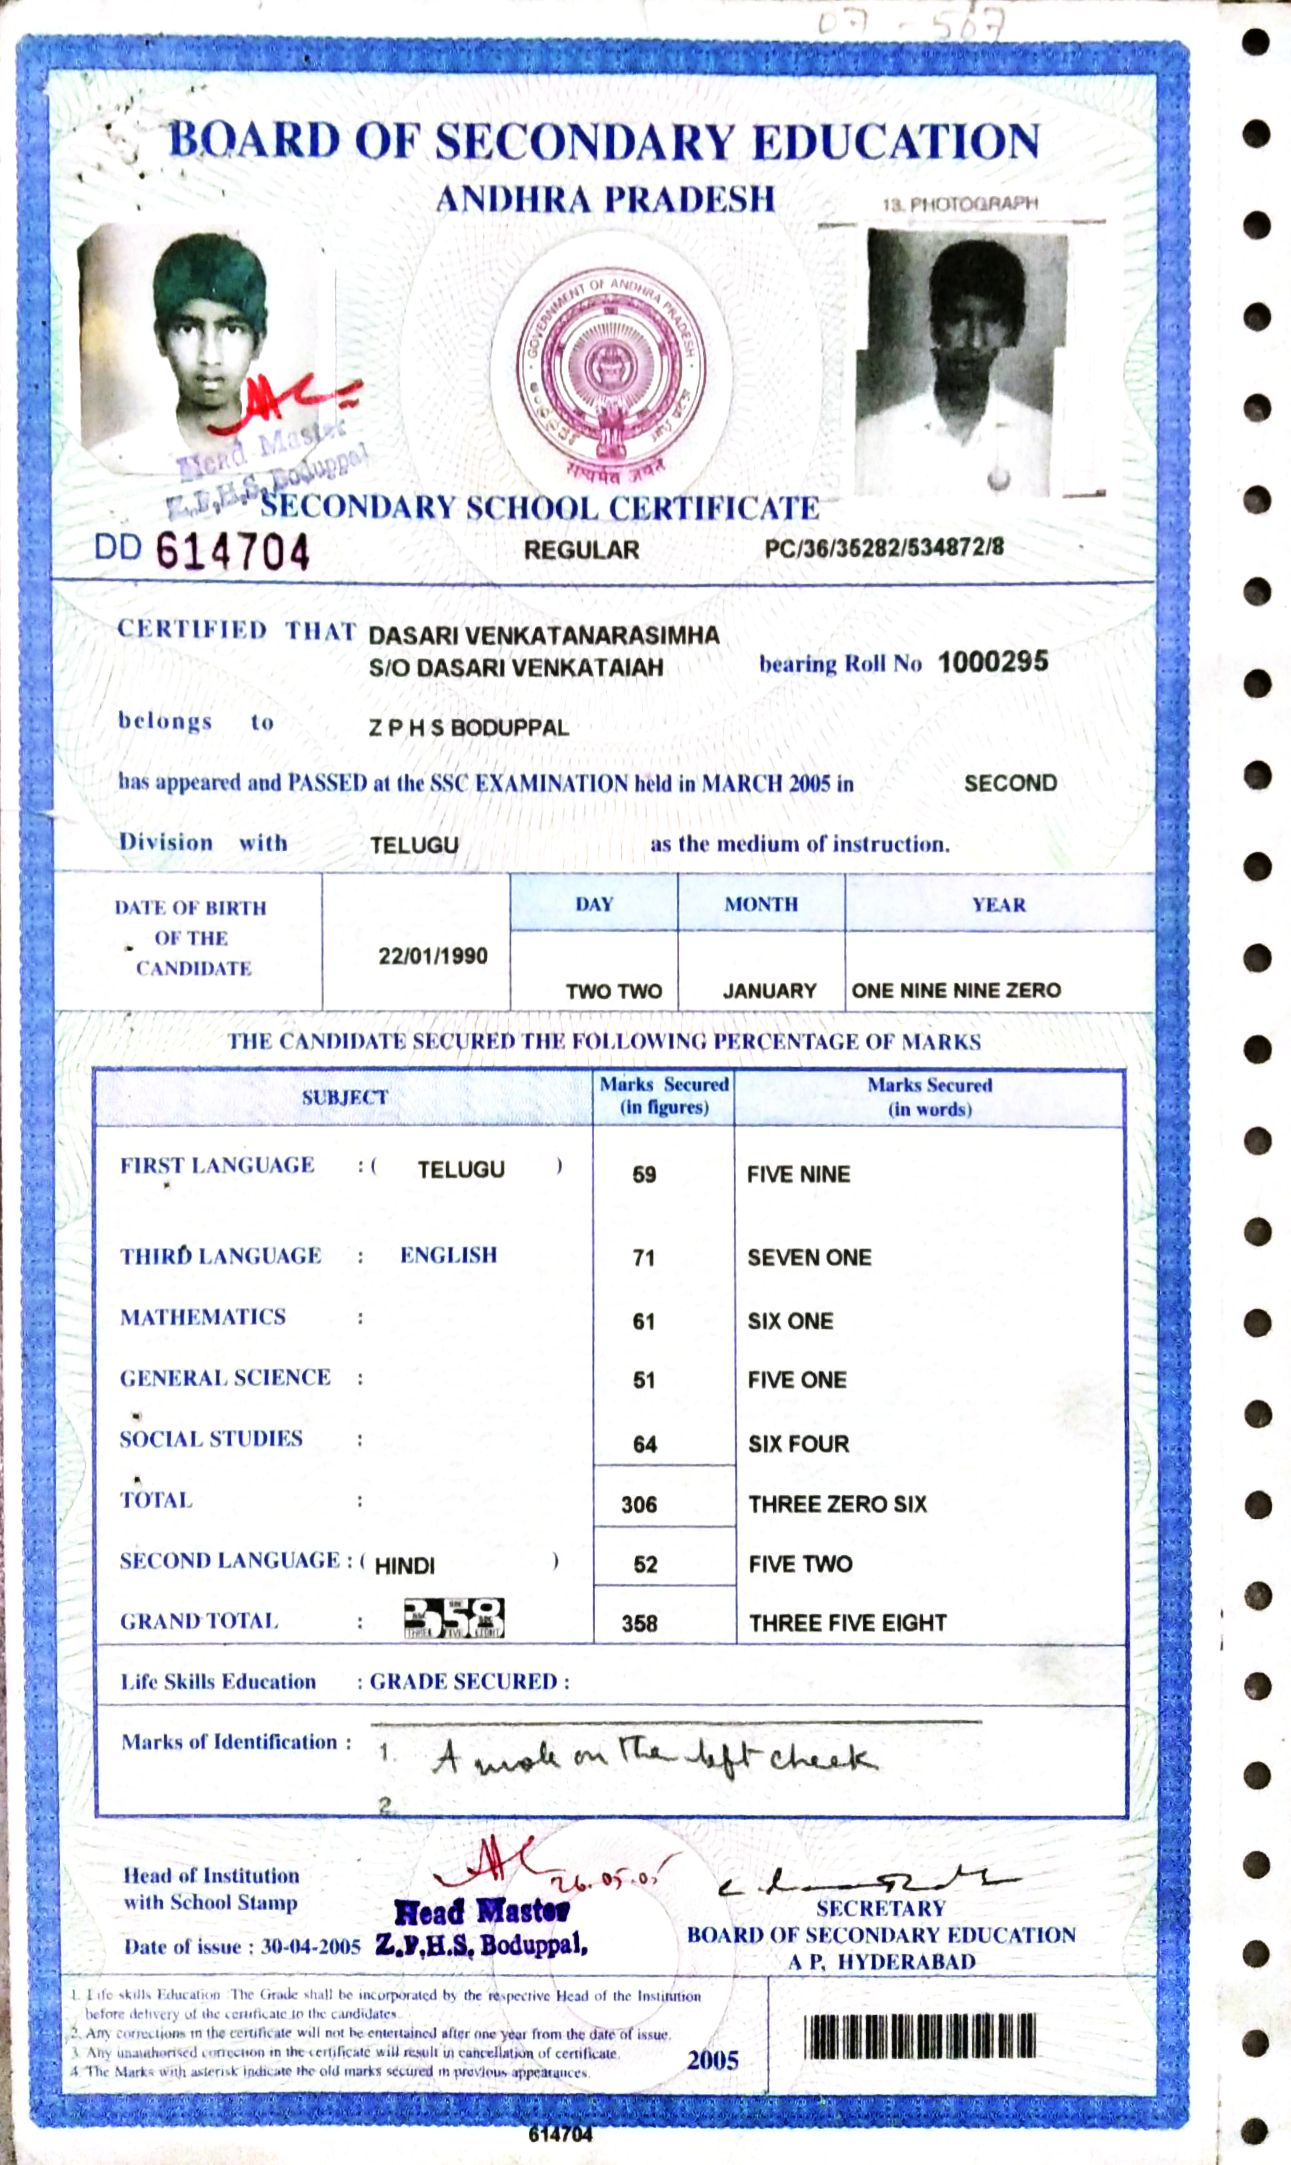 07 - 567
BOARD OF SECONDARY EDUCATION
ANDHRA PRADESH
13. PHOTOGRAPH
GOVERNMENT OF ANDHRA PRADESH
सत्यमेव जयते
Head Master
Z.P.H.S, Boduppal
SECONDARY SCHOOL CERTIFICATE
DD 614704 REGULAR PC/36/35282/534872/8
CERTIFIED THAT DASARI VENKATANARASIMHA
S/O DASARI VENKATAIAH bearing Roll No 1000295
belongs to Z P H S BODUPPAL
has appeared and PASSED at the SSC EXAMINATION held in MARCH 2005 in SECOND
Division with TELUGU as the medium of instruction.
DATE OF BIRTH OF THE CANDIDATE 22/01/1990
DAY MONTH YEAR
TWO TWO JANUARY ONE NINE NINE ZERO
THE CANDIDATE SECURED THE FOLLOWING PERCENTAGE OF MARKS
SUBJECT Marks Secured (in figures) Marks Secured (in words)
FIRST LANGUAGE : ( TELUGU ) 59 FIVE NINE
THIRD LANGUAGE : ENGLISH 71 SEVEN ONE
MATHEMATICS : 61 SIX ONE
GENERAL SCIENCE : 51 FIVE ONE
SOCIAL STUDIES : 64 SIX FOUR
TOTAL : 306 THREE ZERO SIX
SECOND LANGUAGE : ( HINDI ) 52 FIVE TWO
GRAND TOTAL : 358 358 THREE FIVE EIGHT
Life Skills Education : GRADE SECURED :
Marks of Identification : 1. A mole on the left cheek
2.
26.05.05
Head of Institution
with School Stamp
Head Master
Z.P.H.S. Boduppal,
Date of issue : 30-04-2005
SECRETARY
BOARD OF SECONDARY EDUCATION
A P, HYDERABAD
1. Life skills Education The Grade shall be incorporated by the respective Head of the Institution
before delivery of the certificate to the candidates.
2. Any corrections in the certificate will not be entertained after one year from the date of issue.
3. Any unauthorised correction in the certificate will result in cancellation of certificate.
4. The Marks with asterisk indicate the old marks secured in previous appearances.
2005
614704